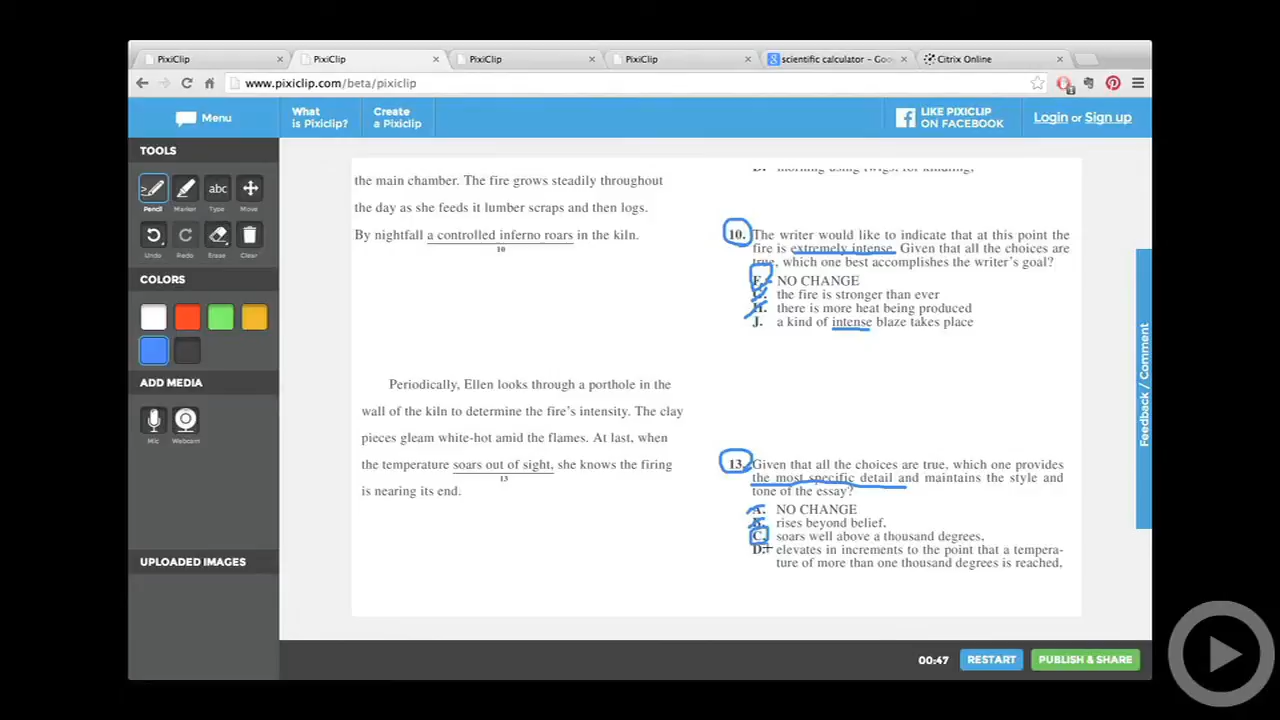 PixiClip
PixiClip
PixiClip
PixiClip
scientific calculator – Goo
Citrix Online
www.pixiclip.com/beta/pixiclip
Menu
What
is Pixiclip?
Create
a Pixiclip
LIKE PIXICLIP
ON FACEBOOK
Login or Sign up
TOOLS
abc
Pencil
Marker
Type
Move
Undo
Redo
Erase
Clear
COLORS
ADD MEDIA
Mic
Webcam
UPLOADED IMAGES
the main chamber. The fire grows steadily throughout
the day as she feeds it lumber scraps and then logs.
By nightfall a controlled inferno roars in the kiln.
10
Periodically, Ellen looks through a porthole in the
wall of the kiln to determine the fire's intensity. The clay
pieces gleam white-hot amid the flames. At last, when
the temperature soars out of sight, she knows the firing
13
is nearing its end.
D. morning using twigs, for kindling,
10. The writer would like to indicate that at this point the
fire is extremely intense. Given that all the choices are
true, which one best accomplishes the writer's goal?
F. NO CHANGE
G. the fire is stronger than ever
H. there is more heat being produced
J. a kind of intense blaze takes place
13. Given that all the choices are true, which one provides
the most specific detail and maintains the style and
tone of the essay?
A. NO CHANGE
B. rises beyond belief,
C. soars well above a thousand degrees,
D. elevates in increments to the point that a tempera-
ture of more than one thousand degrees is reached,
Feedback / Comment
00:47
RESTART
PUBLISH & SHARE